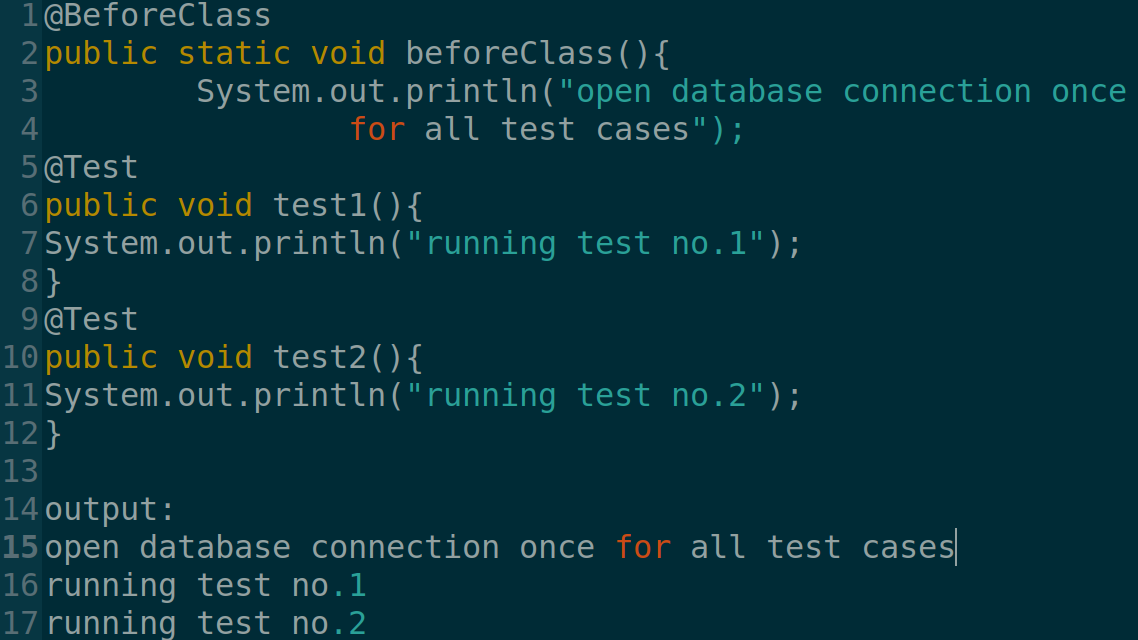 1 @BeforeClass
2 public static void beforeClass(){
3         System.out.println("open database connection once
4                 for all test cases");
5 @Test
6 public void test1(){
7 System.out.println("running test no.1");
8 }
9 @Test
10 public void test2(){
11 System.out.println("running test no.2");
12 }
13
14 output:
15 open database connection once for all test cases
16 running test no.1
17 running test no.2